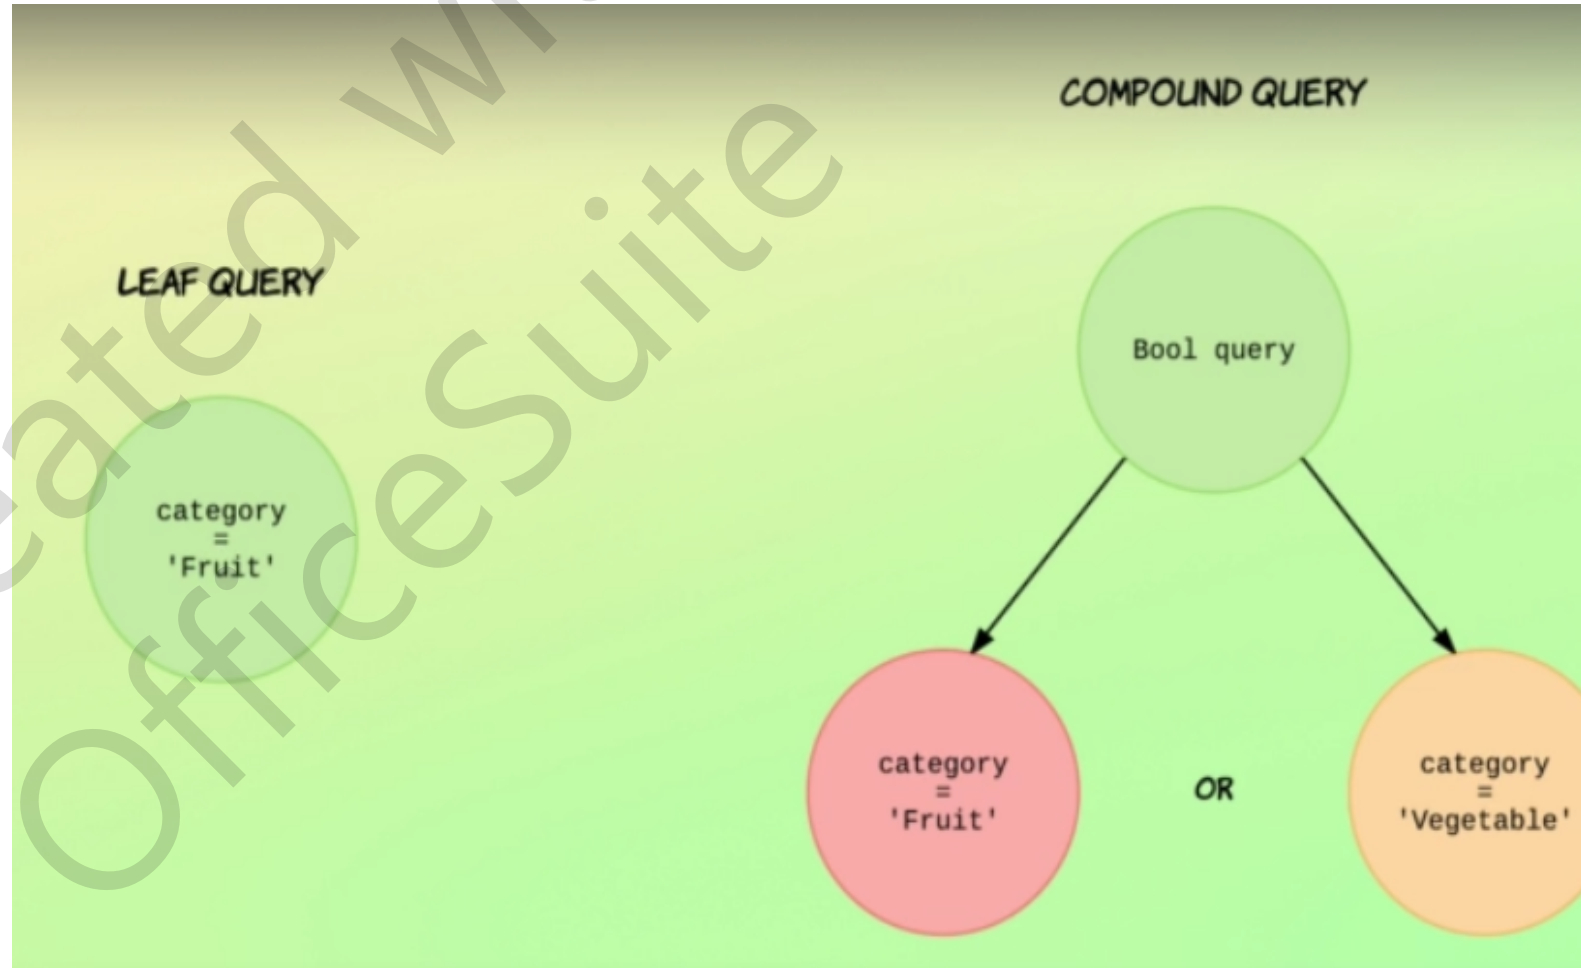 COMPOUND QUERY
LEAF QUERY
Bool query
category
=
'Fruit'
category
=
'Fruit'
OR
category
=
'Vegetable'
OfficeSuite